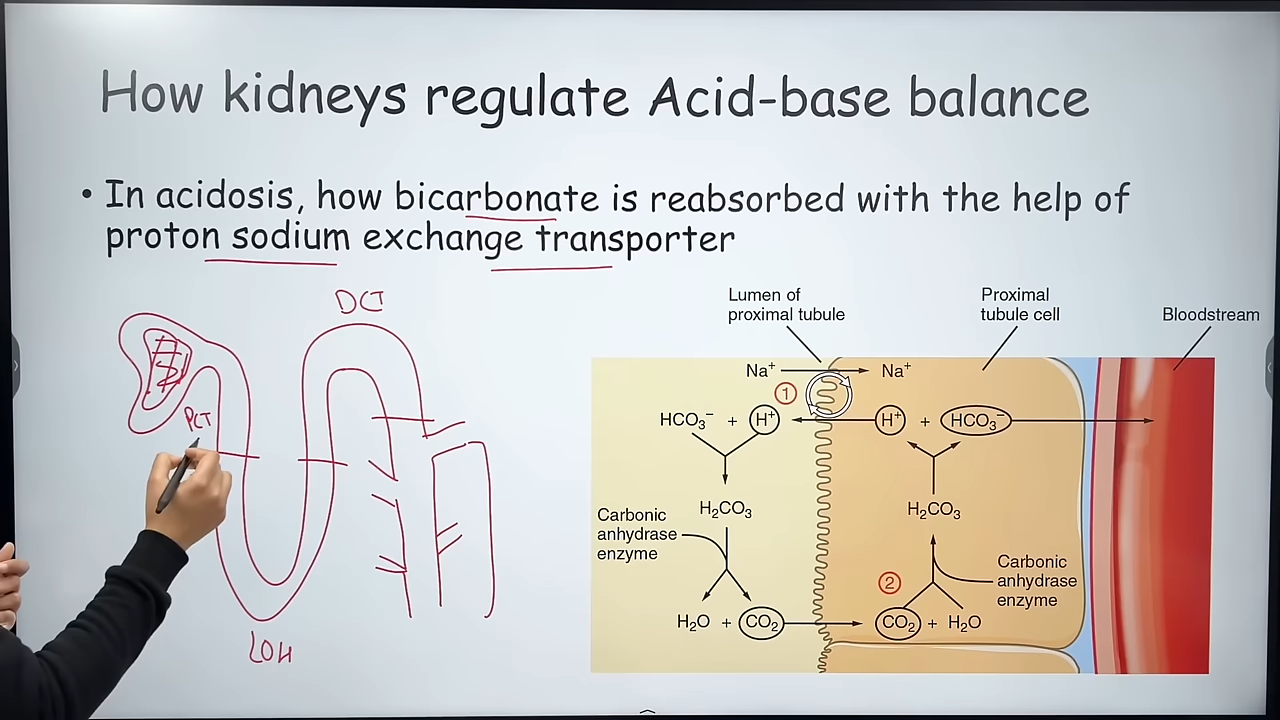 How kidneys regulate Acid-base balance
• In acidosis, how bicarbonate is reabsorbed with the help of
proton sodium exchange transporter
DCT
PCT
LOH
Lumen of
proximal tubule
Proximal
tubule cell
Bloodstream
Na⁺
Na⁺
1
HCO₃⁻ + H⁺
H⁺ + HCO₃⁻
H₂CO₃
H₂CO₃
Carbonic
anhydrase
enzyme
2
Carbonic
anhydrase
enzyme
H₂O + CO₂
CO₂ + H₂O